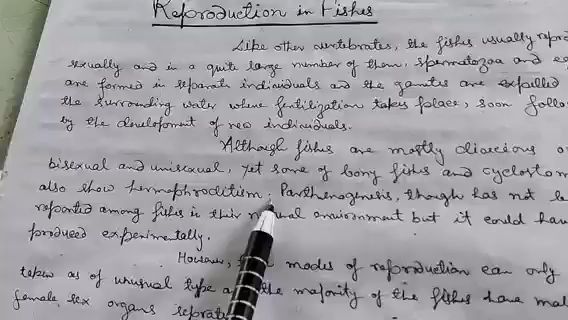 Reproduction in Fishes
Like other vertebrates, the fishes usually repro
sexually and in a quite large number of them, spermatozoa and e
are formed in separate individuals and the gametes are expelled
the surrounding water where fertilization takes place, soon follo
by the development of new individuals.
Although fishes are mostly dioecious o
bisexual and unisexual, yet some of bony fishes and cyclostom
also show hermaphroditism. Parthenogenesis, though has not b
reported among fishes in their environment but it could hav
produced experimentally.
However, modes of reproduction can only
taken as of unusual type a the majority of the fishes have mal
female sex organs separat